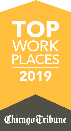 TOP
WORK
PLACES
2019
Chicago Tribune